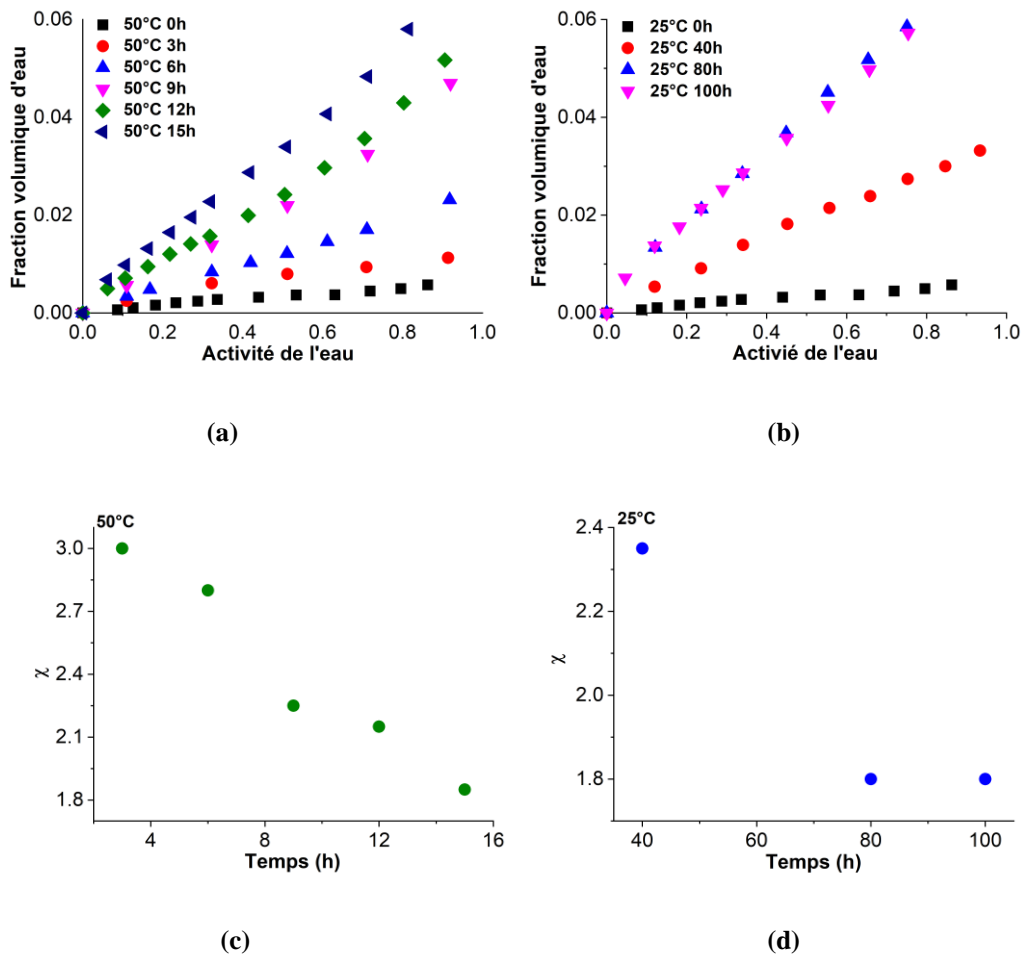 0.06
0.04
0.02
0.00
Fraction volumique d'eau
50°C 0h
50°C 3h
50°C 6h
50°C 9h
50°C 12h
50°C 15h
0.0 0.2 0.4 0.6 0.8 1.0
Activité de l'eau
(a)
0.06
0.04
0.02
0.00
Fraction volumique d'eau
25°C 0h
25°C 40h
25°C 80h
25°C 100h
0.0 0.2 0.4 0.6 0.8 1.0
Activié de l'eau
(b)
50°C
3.0
2.7
2.4
2.1
1.8
χ
4 8 12 16
Temps (h)
(c)
25°C
2.4
2.2
2.0
1.8
χ
40 60 80 100
Temps (h)
(d)